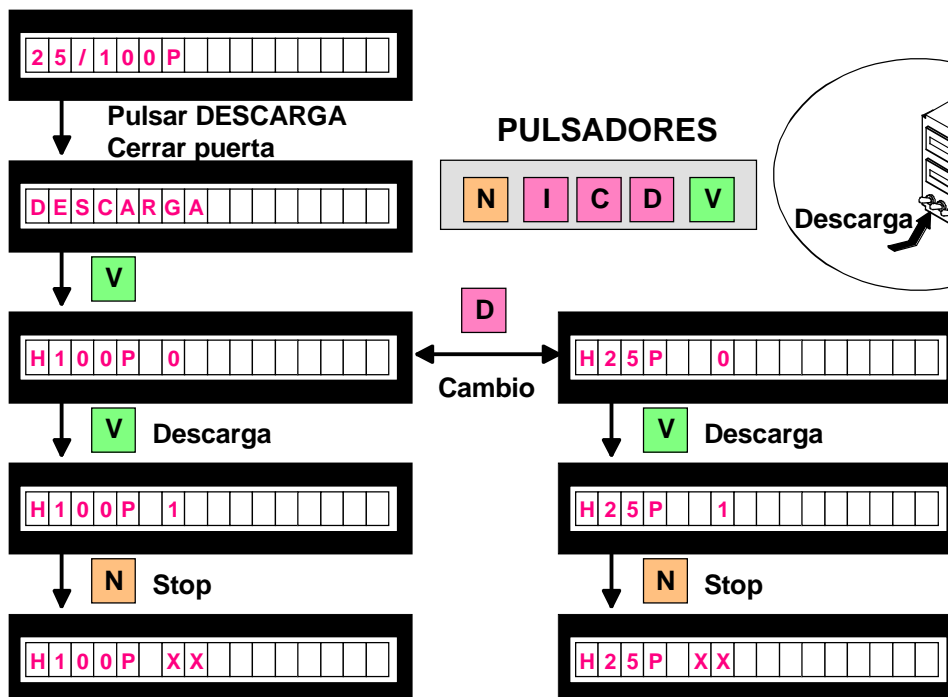 25/100P
Pulsar DESCARGA
Cerrar puerta
PULSADORES
N I C D V
Descarga
DESCARGA
V
D
H100P 0
H25P 0
Cambio
V Descarga
V Descarga
H100P 1
H25P 1
N Stop
N Stop
H100P XX
H25P XX